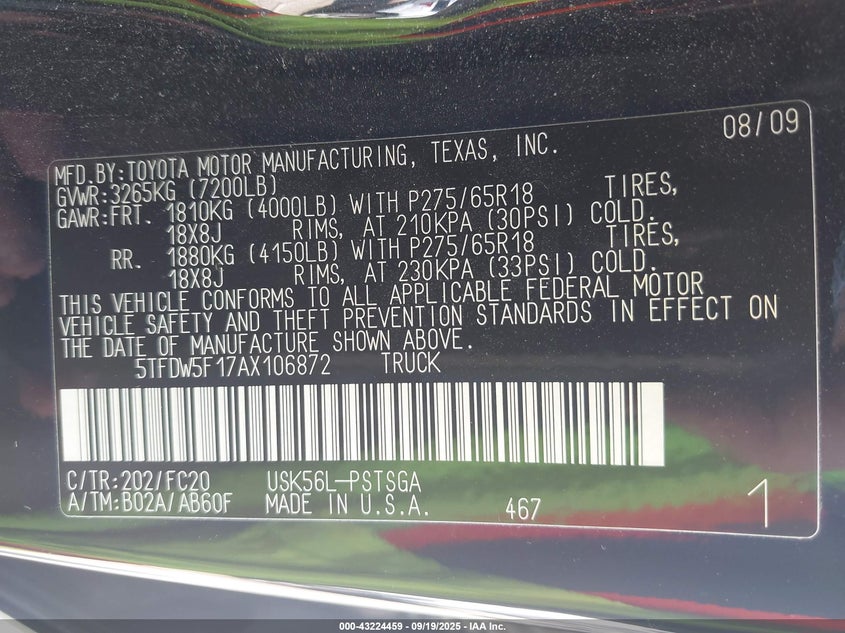 08/09
MFD.BY:TOYOTA MOTOR MANUFACTURING, TEXAS, INC.
GVWR:3265KG (7200LB)
GAWR:FRT. 1810KG (4000LB) WITH P275/65R18 TIRES,
18X8J RIMS, AT 210KPA (30PSI) COLD.
RR. 1880KG (4150LB) WITH P275/65R18 TIRES,
18X8J RIMS, AT 230KPA (33PSI) COLD.
THIS VEHICLE CONFORMS TO ALL APPLICABLE FEDERAL MOTOR
VEHICLE SAFETY AND THEFT PREVENTION STANDARDS IN EFFECT ON
THE DATE OF MANUFACTURE SHOWN ABOVE.
5TFDW5F17AX106872 TRUCK
C/TR:202/FC20 USK56L-PSTSGA
A/TM:B02A/AB60F MADE IN U.S.A. 467 1
000-43224459 - 09/19/2025 - IAA Inc.